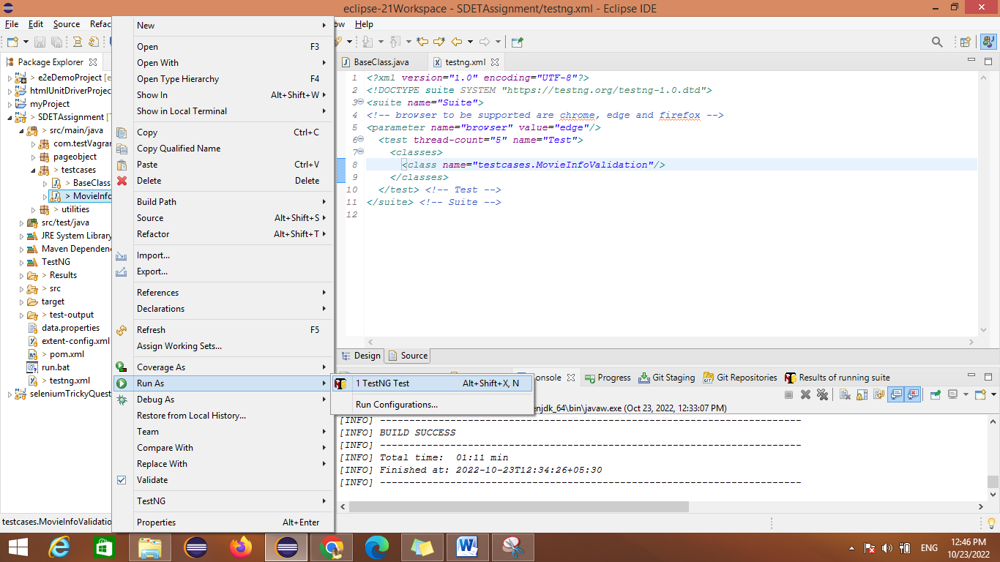 eclipse-21Workspace - SDETAssignment/testng.xml - Eclipse IDE
File Edit Source Refac
Help
Package Explorer
> e2eDemoProject [e
htmlUnitDriverProjec
myProject
> SDETAssignment [
> src/main/java
com.testVagran
pageobject
> testcases
> BaseClass
> MovieInfo
> utilities
src/test/java
JRE System Library
Maven Dependenc
TestNG
> Results
> src
target
> test-output
data.properties
extent-config.xml
> pom.xml
run.bat
> testng.xml
seleniumTrickyQuest
testcases.MovieInfoValidatio
New
Open F3
Open With
Open Type Hierarchy F4
Show In Alt+Shift+W
Show in Local Terminal
Copy Ctrl+C
Copy Qualified Name
Paste Ctrl+V
Delete Delete
Build Path
Source Alt+Shift+S
Refactor Alt+Shift+T
Import...
Export...
References
Declarations
Refresh F5
Assign Working Sets...
Coverage As
Run As
Debug As
Restore from Local History...
Team
Compare With
Replace With
Validate
TestNG
Properties Alt+Enter
1 TestNG Test Alt+Shift+X, N
Run Configurations...
BaseClass.java testng.xml
1 <?xml version="1.0" encoding="UTF-8"?>
2 <!DOCTYPE suite SYSTEM "https://testng.org/testng-1.0.dtd">
3 <suite name="Suite">
4 <!-- browser to be supported are chrome, edge and firefox -->
5 <parameter name="browser" value="edge"/>
6 <test thread-count="5" name="Test">
7 <classes>
8 <class name="testcases.MovieInfoValidation"/>
9 </classes>
10 </test> <!-- Test -->
11 </suite> <!-- Suite -->
12
Design Source
onsole Progress Git Staging Git Repositories Results of running suite
enjdk_64\bin\javaw.exe (Oct 23, 2022, 12:33:07 PM)
[INFO] ------------------------------------------------------------------------
[INFO] BUILD SUCCESS
[INFO] ------------------------------------------------------------------------
[INFO] Total time:  01:11 min
[INFO] Finished at: 2022-10-23T12:34:26+05:30
[INFO] ------------------------------------------------------------------------
ENG
12:46 PM
10/23/2022